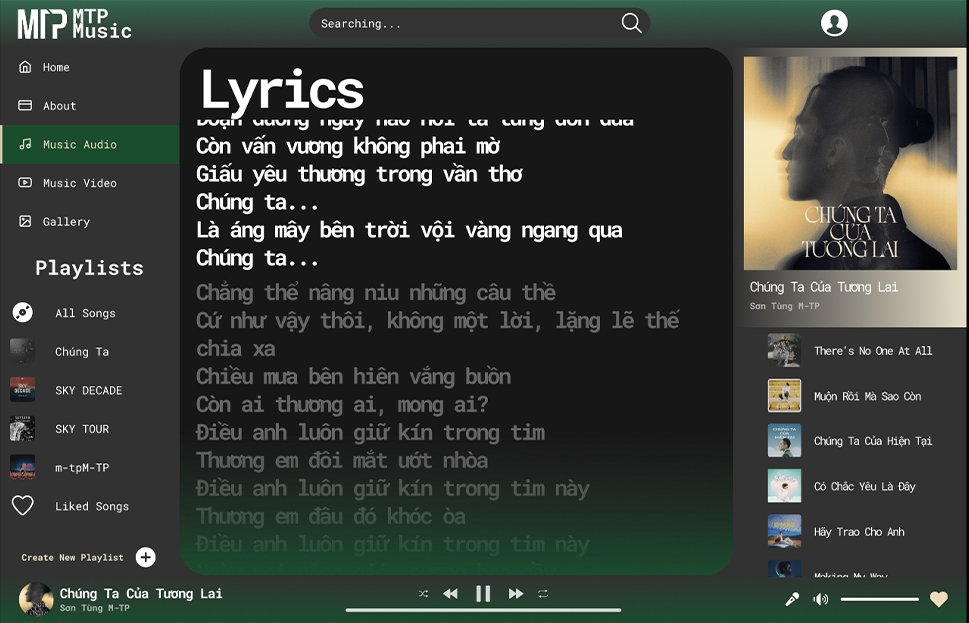 MTP
MTP
Music
Searching...
Home
About
Music Audio
Music Video
Gallery
Playlists
All Songs
Chúng Ta
SKY DECADE
SKY TOUR
m-tpM-TP
Liked Songs
Create New Playlist
Lyrics
Còn vấn vương không phai mờ
Giấu yêu thương trong vần thơ
Chúng ta...
Là áng mây bên trời vội vàng ngang qua
Chúng ta...
Chẳng thể nâng niu những câu thề
Cứ như vậy thôi, không một lời, lặng lẽ thế
chia xa
Chiều mưa bên hiên vắng buồn
Còn ai thương ai, mong ai?
Điều anh luôn giữ kín trong tim
Thương em đôi mắt ướt nhòa
Điều anh luôn giữ kín trong tim này
Thương em đâu đó khóc òa
Điều anh luôn giữ kín trong tim này
CHÚNG TA
CỦA
TƯƠNG LAI
Chúng Ta Của Tương Lai
Sơn Tùng M-TP
There's No One At All
Muộn Rồi Mà Sao Còn
Chúng Ta Của Hiện Tại
Có Chắc Yêu Là Đây
Hãy Trao Cho Anh
Making My Way
Chúng Ta Của Tương Lai
Sơn Tùng M-TP